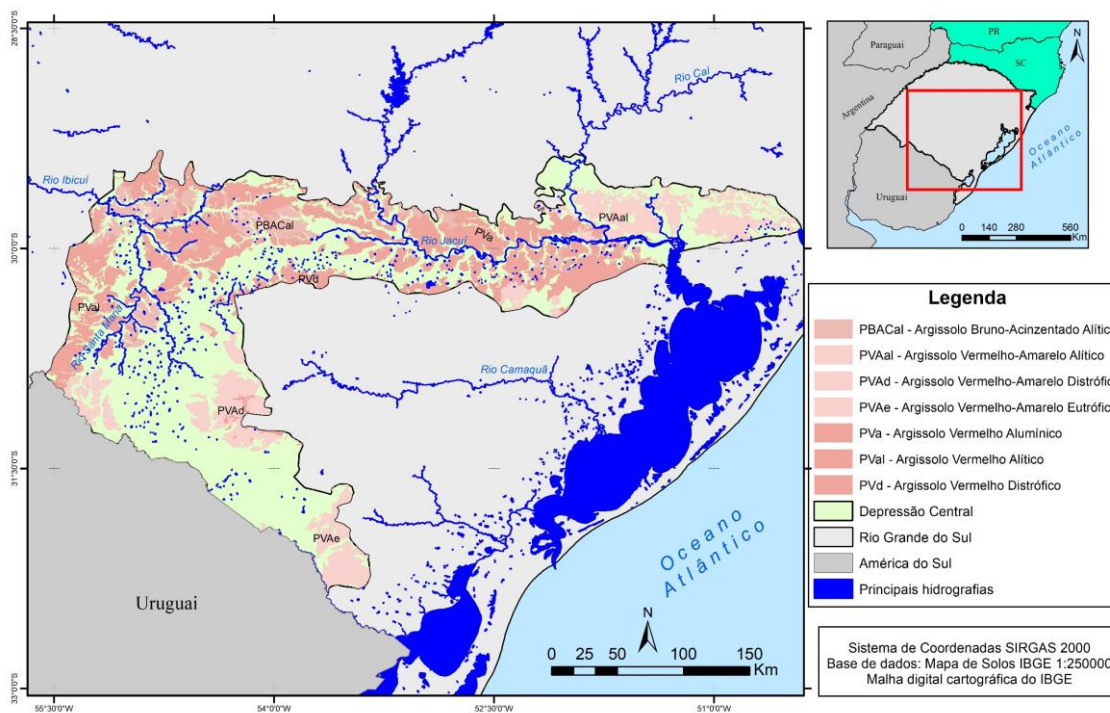 28°30'0"S
30°0'0"S
31°30'0"S
33°0'0"S
55°30'0"W
54°0'0"W
52°30'0"W
51°0'0"W
Rio Caí
Rio Ibicuí
PBACal
PVa
PVAal
Rio Jacuí
PVd
PVal
Rio Santa Maria
Rio Camaquã
PVAd
PVAe
Oceano
Atlântico
Uruguai
N
0 25 50 100 150
Km
PR
Paraguai
SC
N
Argentina
Oceano
Atlântico
Uruguai
0 140 280 560
Km
Legenda
PBACal - Argissolo Bruno-Acinzentado Alític
PVAal - Argissolo Vermelho-Amarelo Alítico
PVAd - Argissolo Vermelho-Amarelo Distrófic
PVAe - Argissolo Vermelho-Amarelo Eutrófic
PVa - Argissolo Vermelho Alumínico
PVal - Argissolo Vermelho Alítico
PVd - Argissolo Vermelho Distrófico
Depressão Central
Rio Grande do Sul
América do Sul
Principais hidrografias
Sistema de Coordenadas SIRGAS 2000
Base de dados: Mapa de Solos IBGE 1:250000
Malha digital cartográfica do IBGE